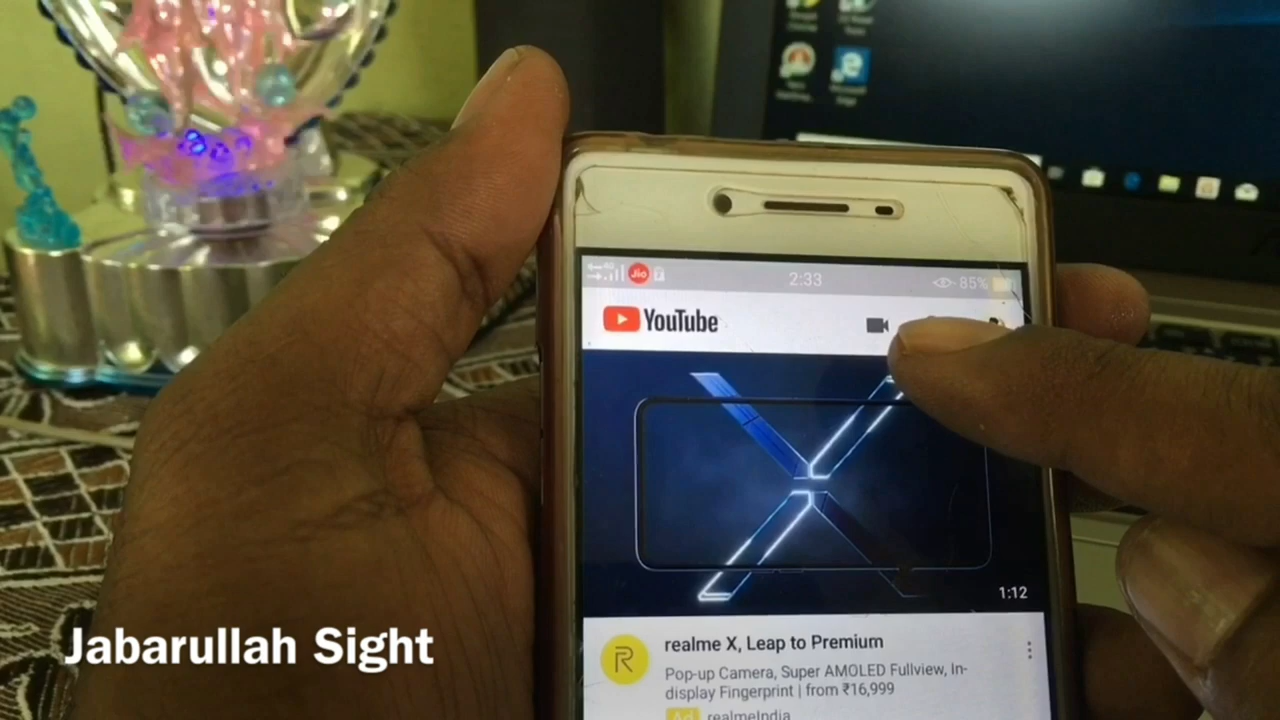 Jio
2:33
85%
YouTube
1:12
realme X, Leap to Premium
Pop-up Camera, Super AMOLED Fullview, In-
display Fingerprint | from ₹16,999
Ad realmeIndia
Jabarullah Sight